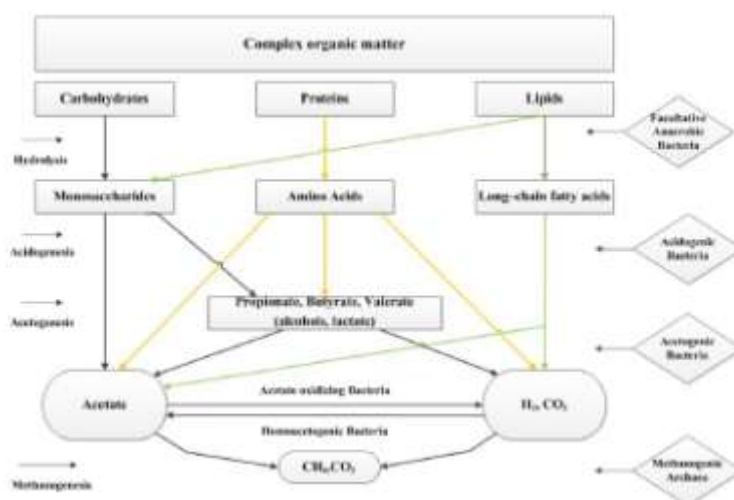 Complex organic matter
Carbohydrates
Proteins
Lipids
Facultative
Anaerobic
Bacteria
Hydrolysis
Monosaccharides
Amino Acids
Long-chain fatty acids
Acidogenesis
Acidogenic
Bacteria
Propionate, Butyrate, Valerate
(alcohols, lactate)
Acetogenesis
Acetogenic
Bacteria
Acetate
Acetate oxidizing Bacteria
H₂, CO₂
Homoacetogenic Bacteria
CH₄,CO₂
Methanogenesis
Methanogenic
Archaea